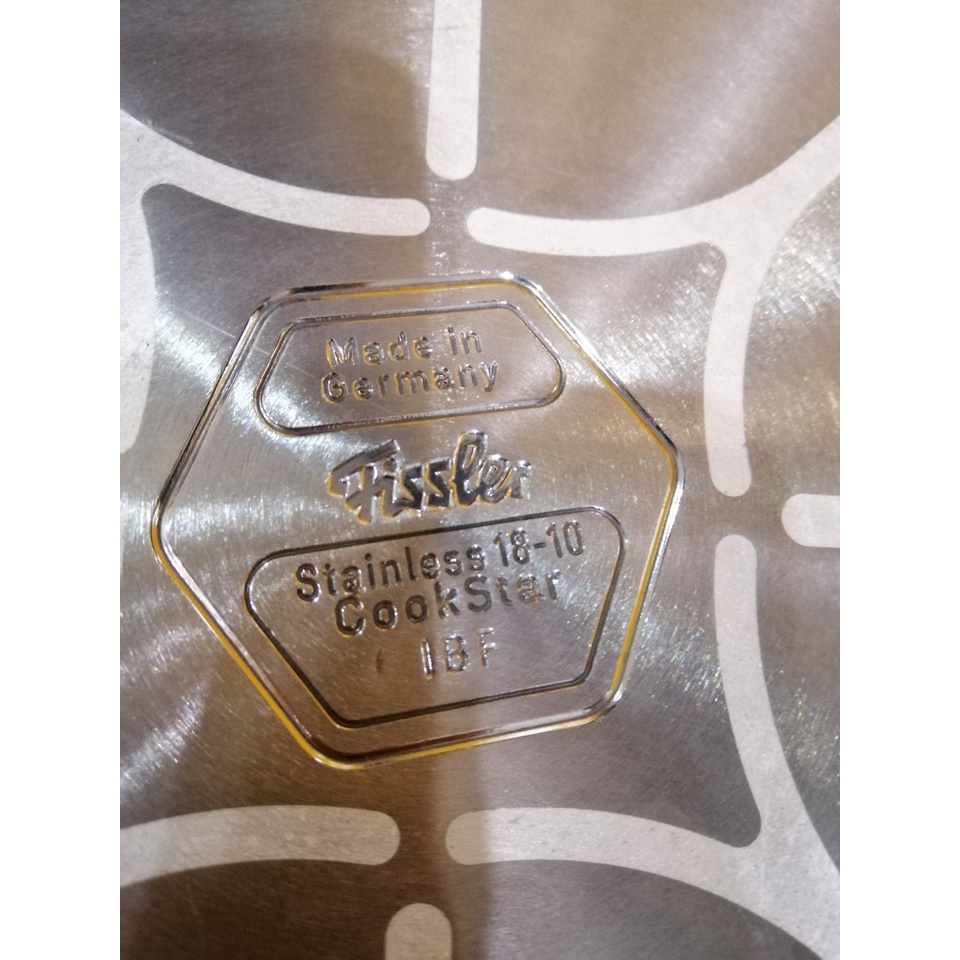 Made in
Germany
Fissler
Stainless 18-10
CookStar
IBF